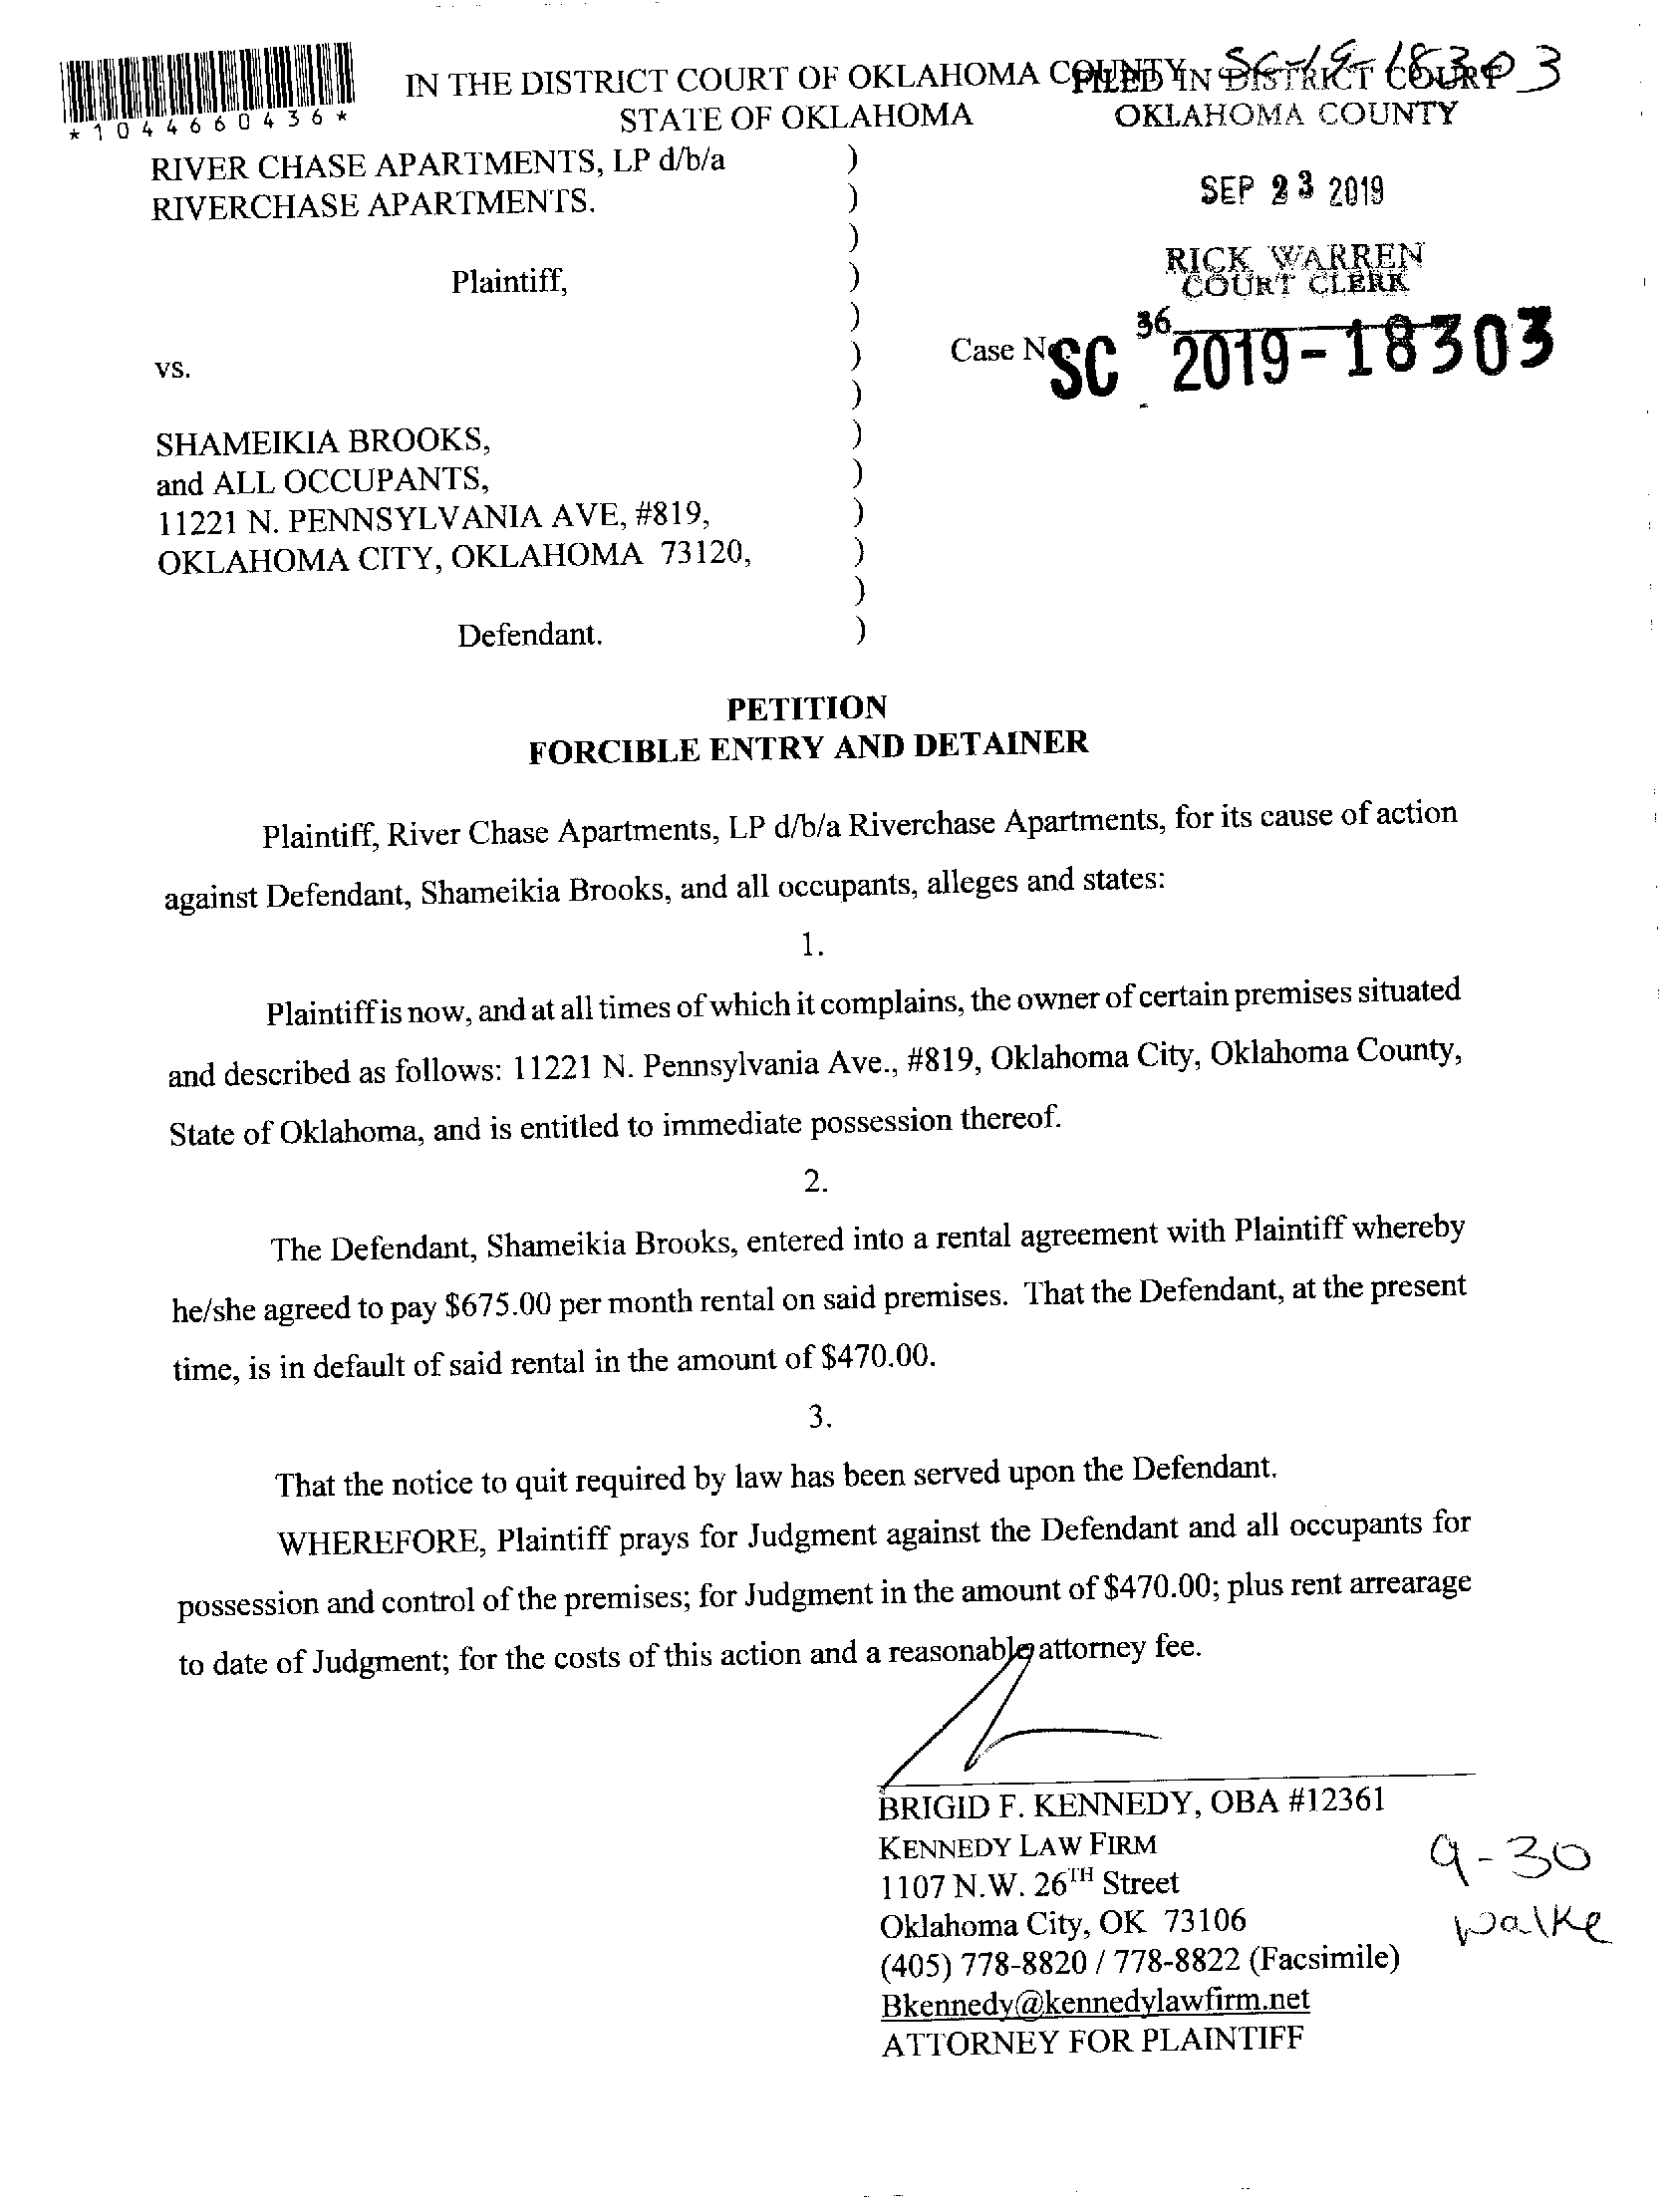 IN THE DISTRICT COURT OF OKLAHOMA COUNTY
STATE OF OKLAHOMA
SC-19-18303
FILED IN DISTRICT COURT
OKLAHOMA COUNTY
*1044660436*
SEP 23 2019
RICK WARREN
COURT CLERK
36
Case No. SC 2019-18303
RIVER CHASE APARTMENTS, LP d/b/a )
RIVERCHASE APARTMENTS. )
)
Plaintiff, )
)
vs. )
)
SHAMEIKIA BROOKS, )
and ALL OCCUPANTS, )
11221 N. PENNSYLVANIA AVE, #819, )
OKLAHOMA CITY, OKLAHOMA 73120, )
)
Defendant. )
PETITION
FORCIBLE ENTRY AND DETAINER
Plaintiff, River Chase Apartments, LP d/b/a Riverchase Apartments, for its cause of action
against Defendant, Shameikia Brooks, and all occupants, alleges and states:
1.
Plaintiff is now, and at all times of which it complains, the owner of certain premises situated
and described as follows: 11221 N. Pennsylvania Ave., #819, Oklahoma City, Oklahoma County,
State of Oklahoma, and is entitled to immediate possession thereof.
2.
The Defendant, Shameikia Brooks, entered into a rental agreement with Plaintiff whereby
he/she agreed to pay $675.00 per month rental on said premises. That the Defendant, at the present
time, is in default of said rental in the amount of $470.00.
3.
That the notice to quit required by law has been served upon the Defendant.
WHEREFORE, Plaintiff prays for Judgment against the Defendant and all occupants for
possession and control of the premises; for Judgment in the amount of $470.00; plus rent arrearage
to date of Judgment; for the costs of this action and a reasonable attorney fee.
BRIGID F. KENNEDY, OBA #12361
KENNEDY LAW FIRM
1107 N.W. 26TH Street
Oklahoma City, OK 73106
(405) 778-8820 / 778-8822 (Facsimile)
Bkennedy@kennedylawfirm.net
ATTORNEY FOR PLAINTIFF
9-30
walke